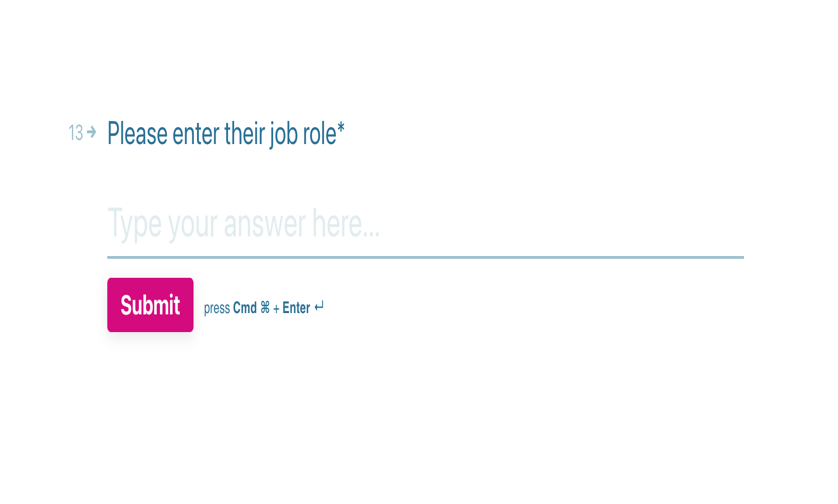 13 → Please enter their job role*
Type your answer here...
Submit press Cmd ⌘ + Enter ↵